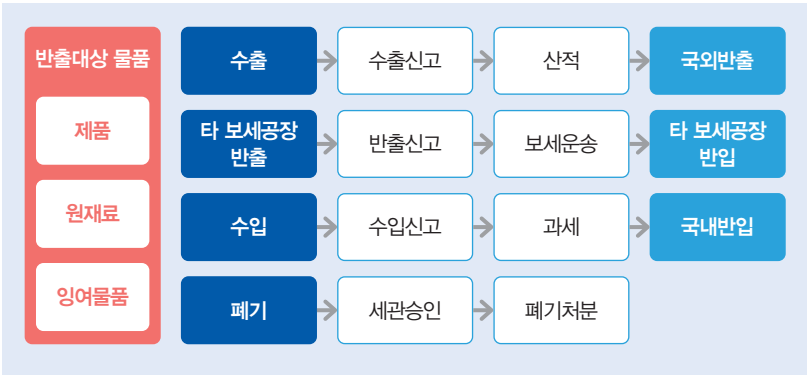 반출대상 물품
제품
원재료
잉여물품
수출
수출신고
산적
국외반출
타 보세공장
반출
반출신고
보세운송
타 보세공장
반입
수입
수입신고
과세
국내반입
폐기
세관승인
폐기처분